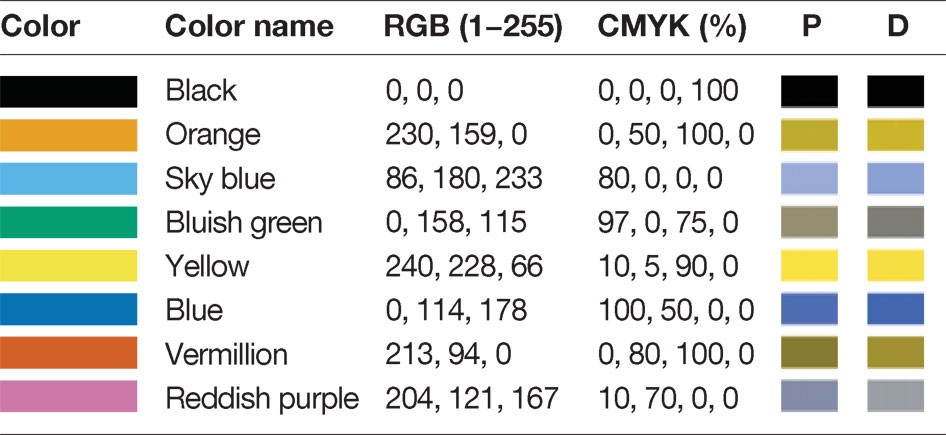 Color Color name RGB (1–255) CMYK (%) P D
Black 0, 0, 0 0, 0, 0, 100
Orange 230, 159, 0 0, 50, 100, 0
Sky blue 86, 180, 233 80, 0, 0, 0
Bluish green 0, 158, 115 97, 0, 75, 0
Yellow 240, 228, 66 10, 5, 90, 0
Blue 0, 114, 178 100, 50, 0, 0
Vermillion 213, 94, 0 0, 80, 100, 0
Reddish purple 204, 121, 167 10, 70, 0, 0